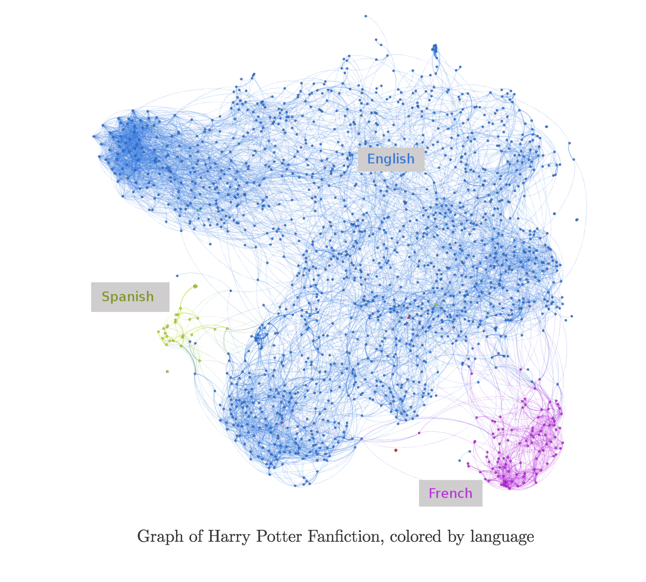 English
Spanish
French
Graph of Harry Potter Fanfiction, colored by language